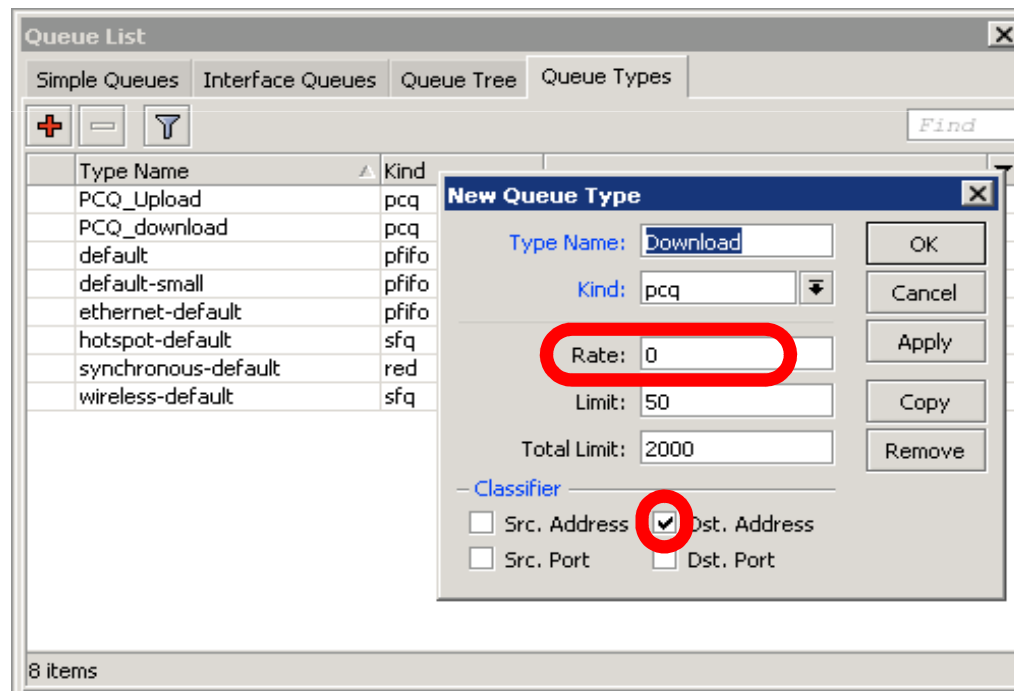 Queue List
Simple Queues Interface Queues Queue Tree Queue Types
Find
Type Name Kind
PCQ_Upload pcq
PCQ_download pcq
default pfifo
default-small pfifo
ethernet-default pfifo
hotspot-default sfq
synchronous-default red
wireless-default sfq
8 items
New Queue Type
Type Name: Download OK
Kind: pcq Cancel
Rate: 0 Apply
Limit: 50 Copy
Total Limit: 2000 Remove
Classifier
Src. Address Dst. Address
Src. Port Dst. Port